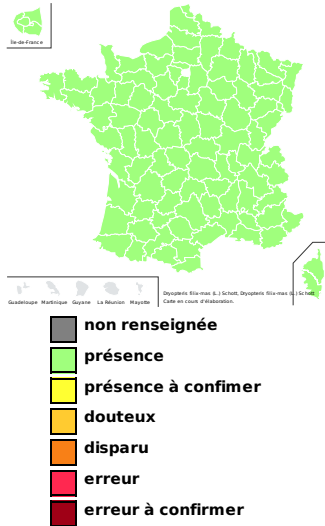 Île-de-France
Guadeloupe Martinique Guyane La Réunion Mayotte
Dryopteris filix-mas (L.) Schott, Dryopteris filix-mas (L.) Schott
Carte en cours d'élaboration.
non renseignée
présence
présence à confimer
douteux
disparu
erreur
erreur à confirmer